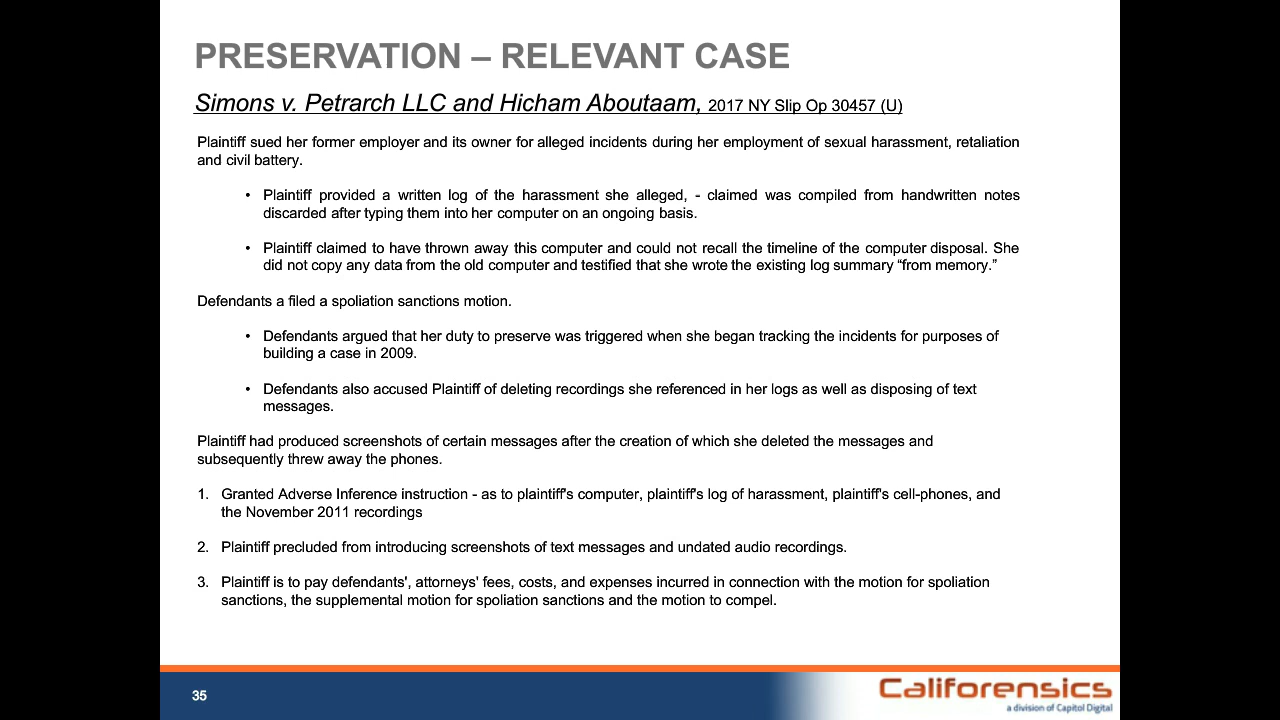 PRESERVATION – RELEVANT CASE
Simons v. Petrarch LLC and Hicham Aboutaam, 2017 NY Slip Op 30457 (U)
Plaintiff sued her former employer and its owner for alleged incidents during her employment of sexual harassment, retaliation
and civil battery.
• Plaintiff provided a written log of the harassment she alleged, - claimed was compiled from handwritten notes
discarded after typing them into her computer on an ongoing basis.
• Plaintiff claimed to have thrown away this computer and could not recall the timeline of the computer disposal. She
did not copy any data from the old computer and testified that she wrote the existing log summary “from memory.”
Defendants a filed a spoliation sanctions motion.
• Defendants argued that her duty to preserve was triggered when she began tracking the incidents for purposes of
building a case in 2009.
• Defendants also accused Plaintiff of deleting recordings she referenced in her logs as well as disposing of text
messages.
Plaintiff had produced screenshots of certain messages after the creation of which she deleted the messages and
subsequently threw away the phones.
1. Granted Adverse Inference instruction - as to plaintiff's computer, plaintiff's log of harassment, plaintiff's cell-phones, and
the November 2011 recordings
2. Plaintiff precluded from introducing screenshots of text messages and undated audio recordings.
3. Plaintiff is to pay defendants', attorneys' fees, costs, and expenses incurred in connection with the motion for spoliation
sanctions, the supplemental motion for spoliation sanctions and the motion to compel.
35
Califorensics
a division of Capitol Digital